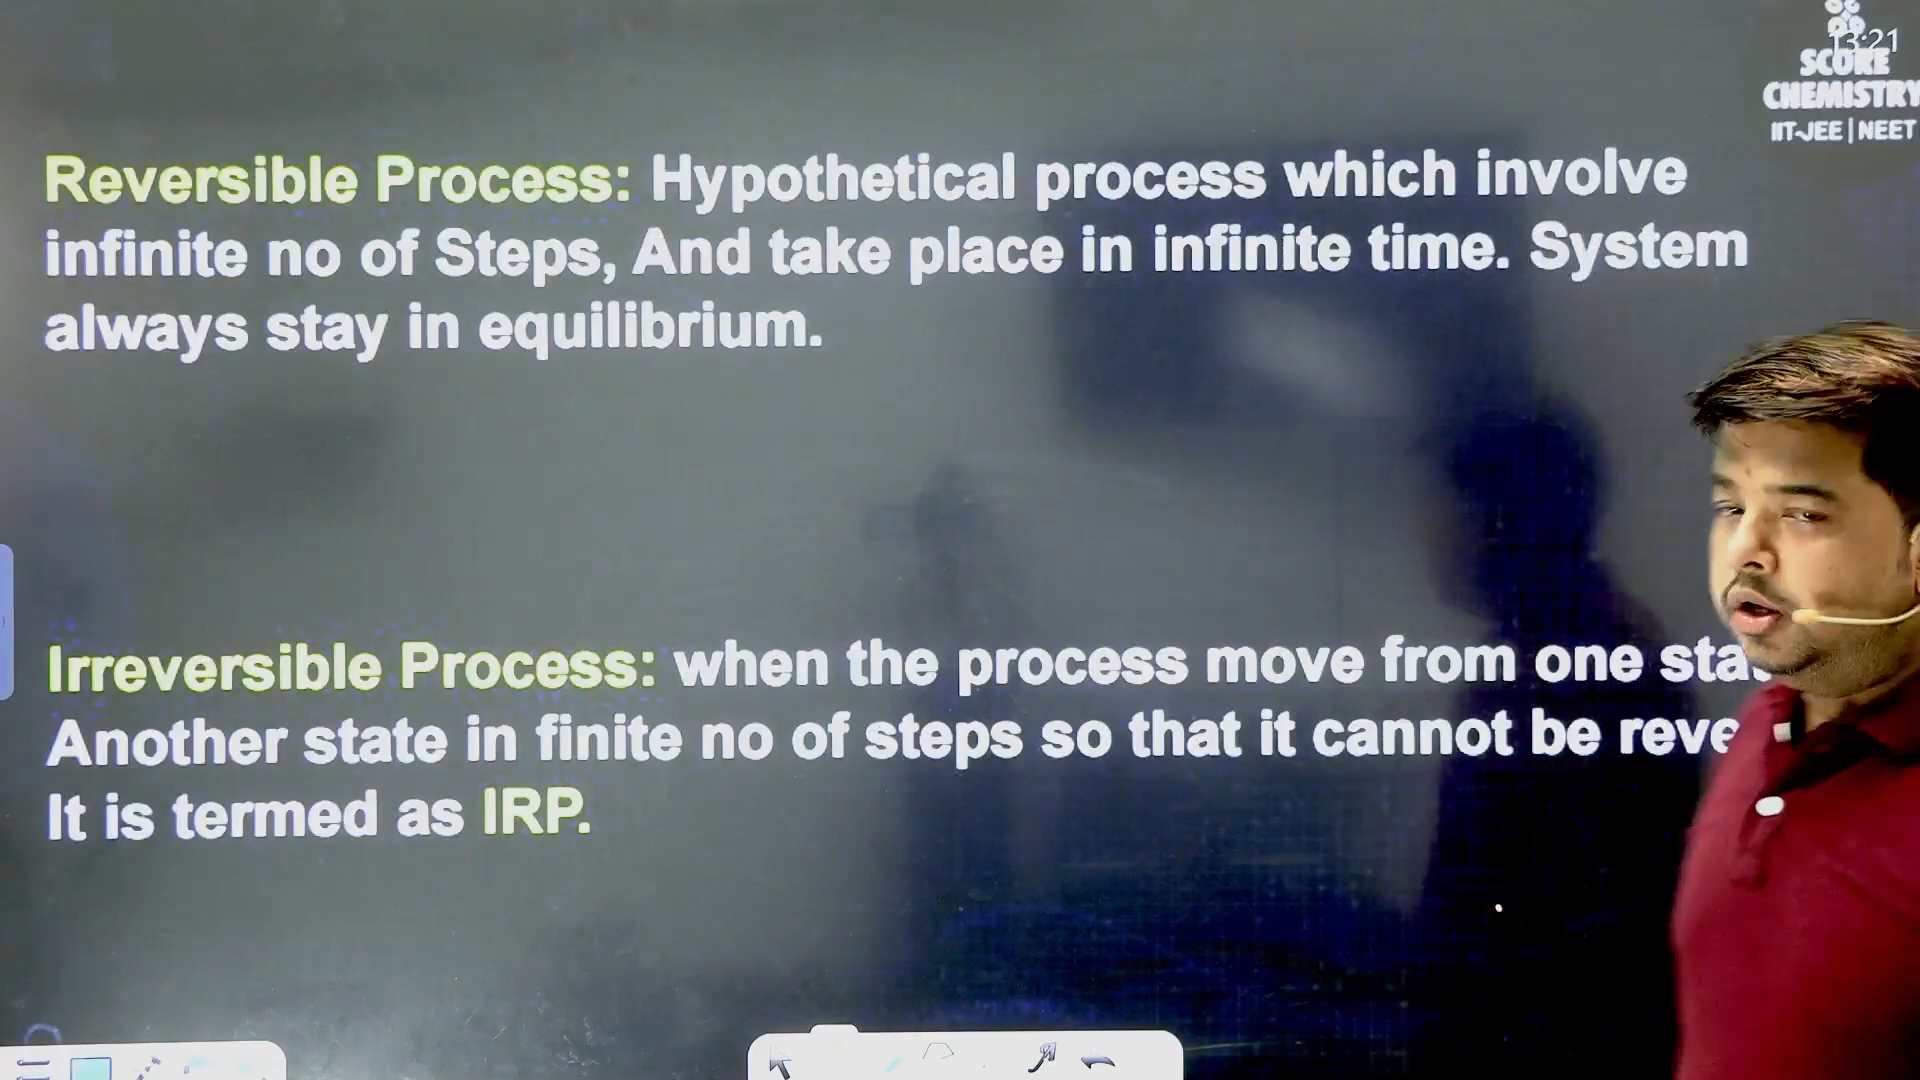 13:21
SCORE
CHEMISTRY
IIT-JEE | NEET
Reversible Process: Hypothetical process which involve
infinite no of Steps, And take place in infinite time. System
always stay in equilibrium.
Irreversible Process: when the process move from one
Another state in finite no of steps so that it cannot be
It is termed as IRP.